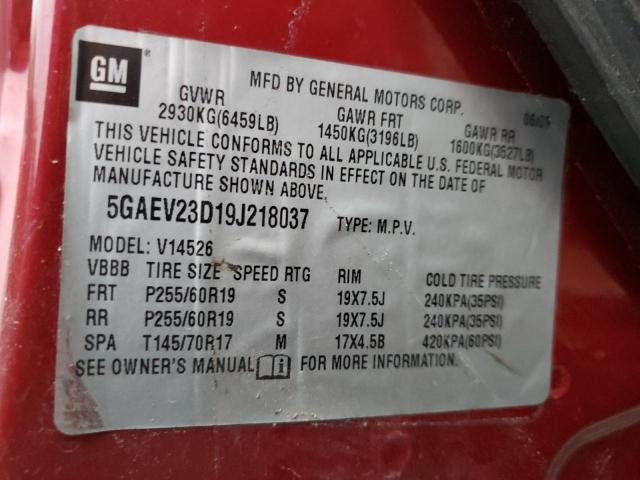 GM
MFD BY GENERAL MOTORS CORP.
GVWR GAWR FRT GAWR RR
2930KG(6459LB) 1450KG(3196LB) 1600KG(3527LB)
THIS VEHICLE CONFORMS TO ALL APPLICABLE U.S. FEDERAL MOTOR
VEHICLE SAFETY STANDARDS IN EFFECT ON THE DATE OF
MANUFACTURE SHOWN ABOVE.
5GAEV23D19J218037 TYPE: M.P.V.
MODEL: V14526
VBBB TIRE SIZE SPEED RTG RIM COLD TIRE PRESSURE
FRT P255/60R19 S 19X7.5J 240KPA(35PSI)
RR P255/60R19 S 19X7.5J 240KPA(35PSI)
SPA T145/70R17 M 17X4.5B 420KPA(60PSI)
SEE OWNER'S MANUAL FOR MORE INFORMATION.